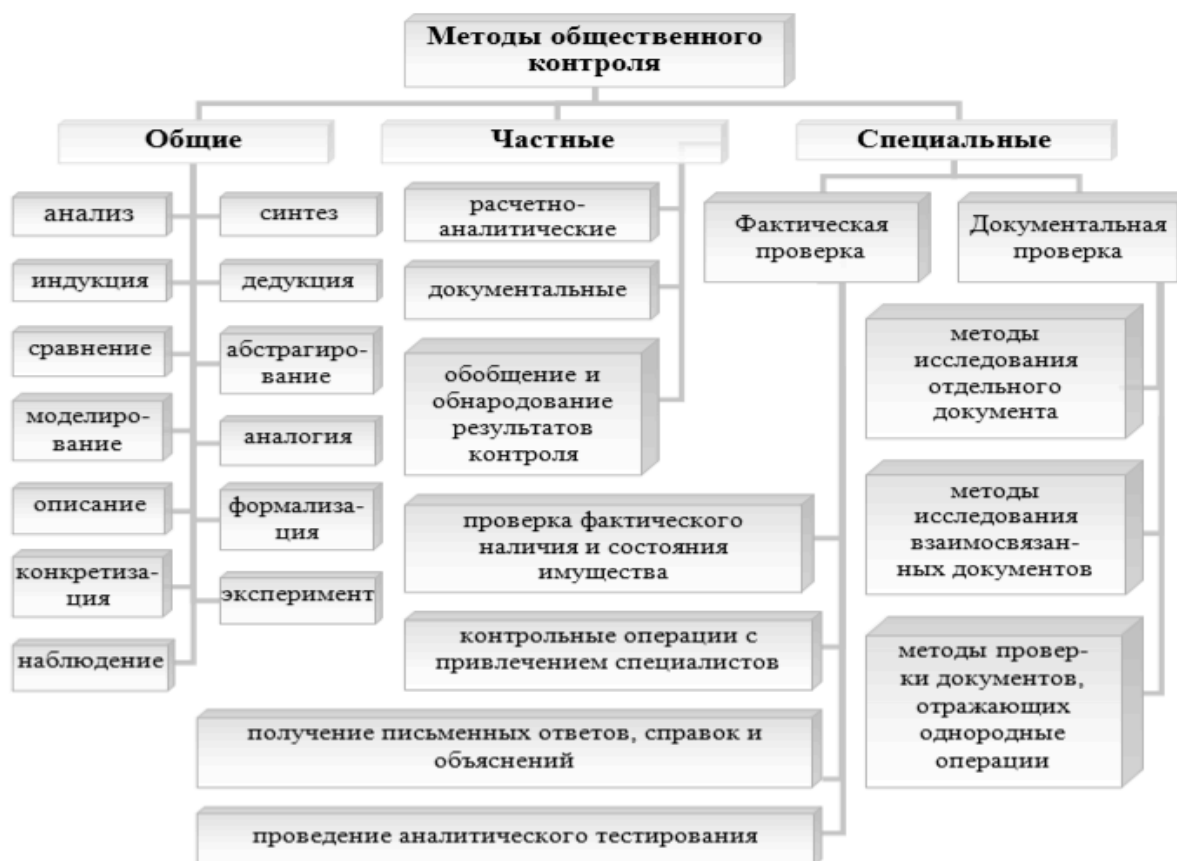 Методы общественного
контроля
Общие
Частные
Специальные
анализ
синтез
индукция
дедукция
сравнение
абстрагиро-
вание
моделиро-
вание
аналогия
описание
формализа-
ция
конкретиза-
ция
эксперимент
наблюдение
расчетно-
аналитические
документальные
обобщение и
обнародование
результатов
контроля
Фактическая
проверка
Документальная
проверка
проверка фактического
наличия и состояния
имущества
контрольные операции с
привлечением специалистов
получение письменных ответов, справок и
объяснений
проведение аналитического тестирования
методы
исследования
отдельного
документа
методы
исследования
взаимосвязан-
ных документов
методы провер-
ки документов,
отражающих
однородные
операции